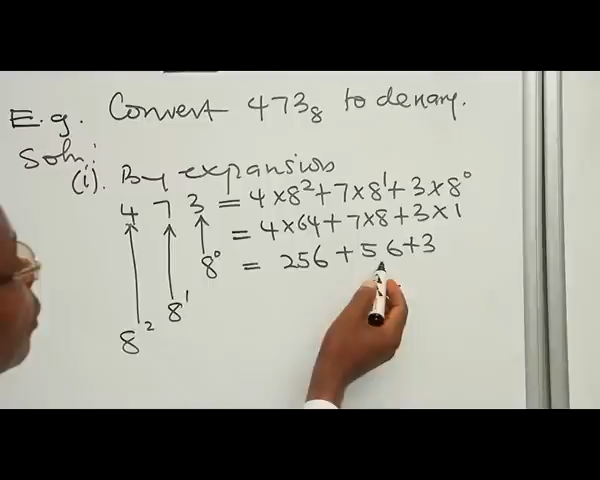 E.g. Convert 473₈ to denary.
Soln:
(i). By expansion
4 7 3 = 4×8²+7×8¹+3×8⁰
= 4×64+7×8+3×1
8⁰ = 256+56+3
8¹
8²